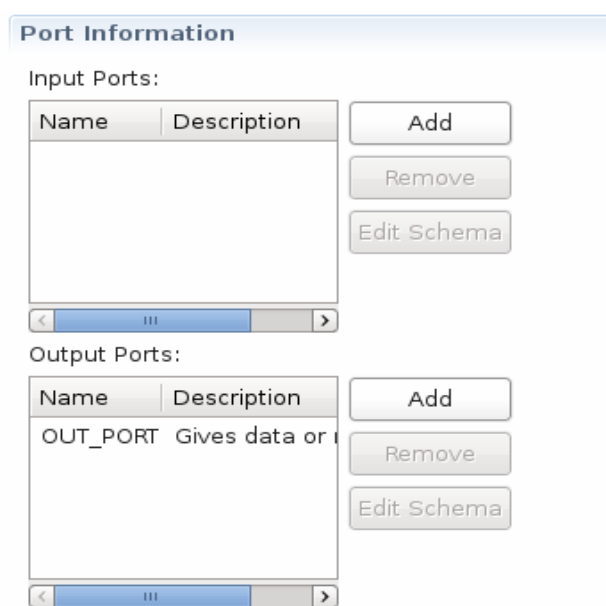 Port Information
Input Ports:
Name Description
Add
Remove
Edit Schema
Output Ports:
Name Description
Add
OUT_PORT Gives data or
Remove
Edit Schema